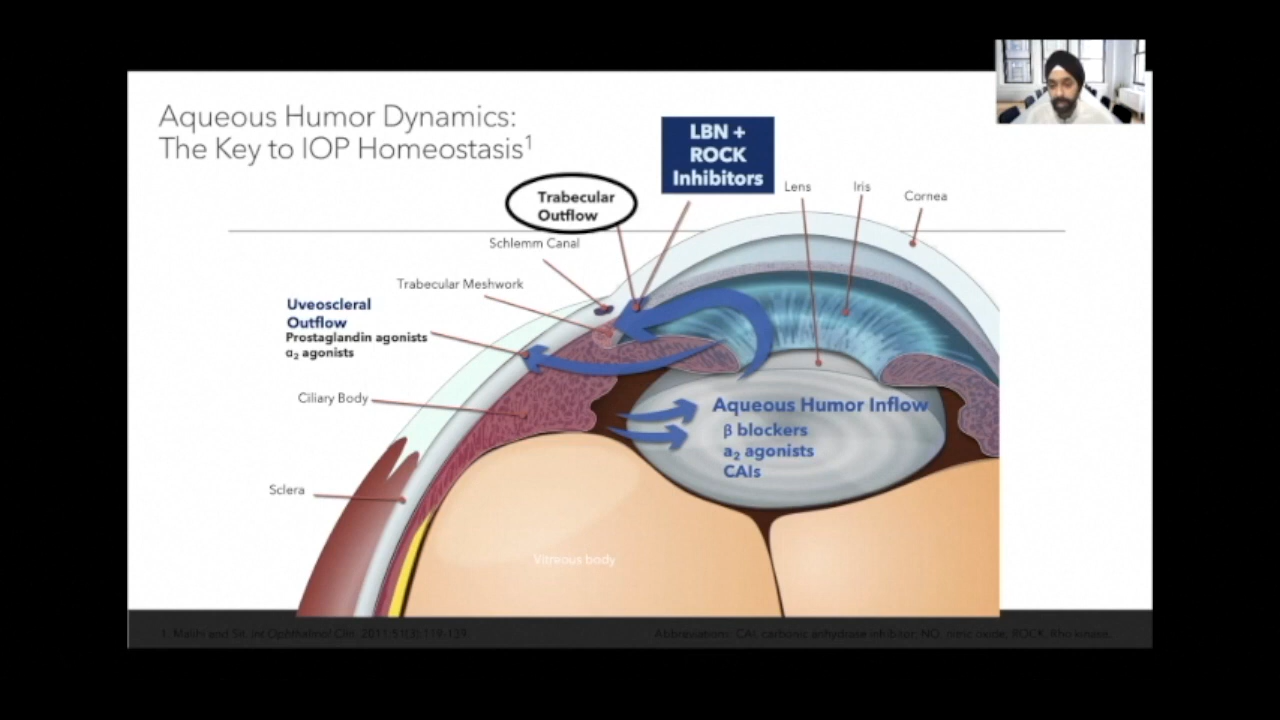 Aqueous Humor Dynamics:
The Key to IOP Homeostasis1
LBN +
ROCK
Inhibitors
Trabecular
Outflow
Lens
Iris
Cornea
Schlemm Canal
Trabecular Meshwork
Uveoscleral
Outflow
Prostaglandin agonists
α2 agonists
Ciliary Body
Aqueous Humor Inflow
β blockers
a2 agonists
CAIs
Sclera
Vitreous body
1. Malihi and Sit. Int Ophthalmol Clin. 2011;51(3):119-139.
Abbreviations: CAI, carbonic anhydrase inhibitor; NO, nitric oxide; ROCK, Rho kinase.